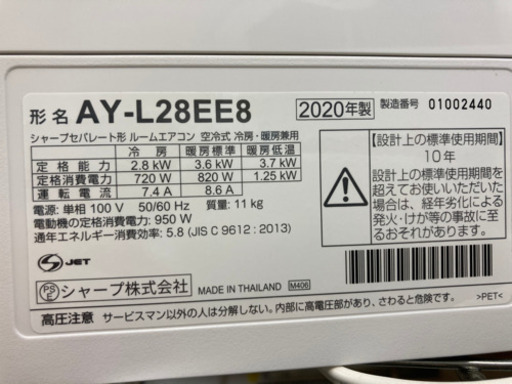 形名 AY-L28EE8 2020年製 製造番号 01002440
シャープセパレート形 ルームエアコン 空冷式 冷房・暖房兼用
冷房 暖房標準 暖房低温
定格能力 2.8 kW 3.6 kW 3.7 kW
定格消費電力 720 W 820 W 1.25 kW
運転電流 7.4 A 8.6 A
電源: 単相 100 V 50/60 Hz 質量: 11 kg
電動機の定格消費電力: 950 W
通年エネルギー消費効率: 5.8 (JIS C 9612 : 2013)
【設計上の標準使用期間】
10年
設計上の標準使用期間を
超えてお使いいただいた
場合は、経年劣化による
発火・けが等の事故に至
るおそれがあります。
S JET
PSE シャープ株式会社 MADE IN THAILAND M406
>PET<
高圧注意 サービスマン以外の人は分解しない。内部に高電圧部があり、さわると危険です。